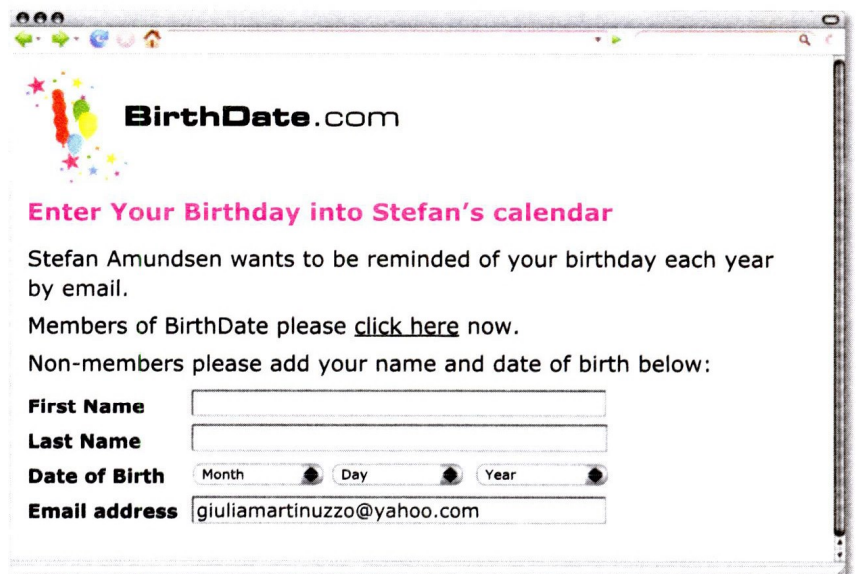 BirthDate.com
Enter Your Birthday into Stefan's calendar
Stefan Amundsen wants to be reminded of your birthday each year
by email.
Members of BirthDate please click here now.
Non-members please add your name and date of birth below:
First Name
Last Name
Date of Birth Month Day Year
Email address giuliamartinuzzo@yahoo.com